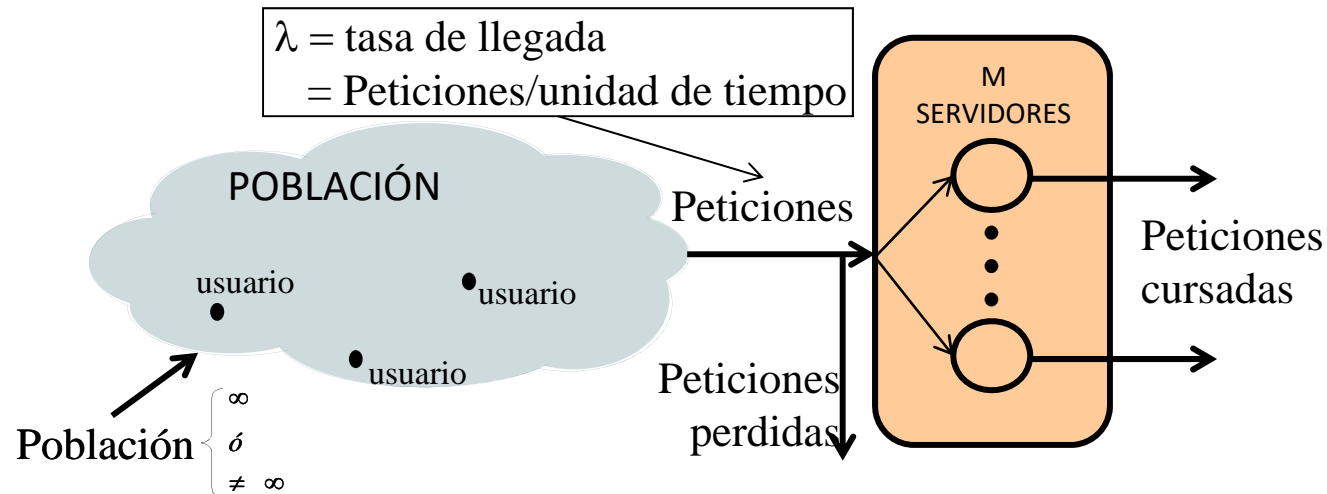 λ = tasa de llegada
= Peticiones/unidad de tiempo
M
SERVIDORES
POBLACIÓN
Peticiones
usuario
usuario
usuario
Peticiones
cursadas
Peticiones
perdidas
Población
∞
ó
≠ ∞